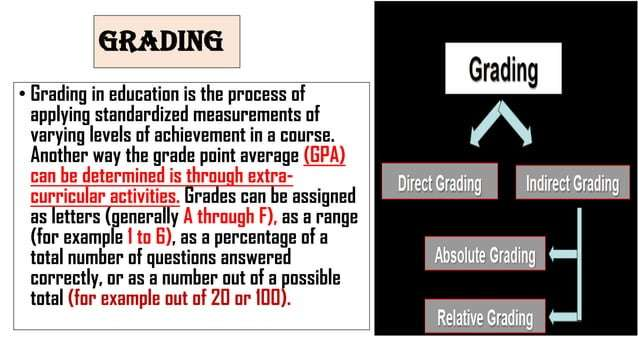 GRADING
• Grading in education is the process of
applying standardized measurements of
varying levels of achievement in a course.
Another way the grade point average (GPA)
can be determined is through extra-
curricular activities. Grades can be assigned
as letters (generally A through F), as a range
(for example 1 to 6), as a percentage of a
total number of questions answered
correctly, or as a number out of a possible
total (for example out of 20 or 100).
Grading
Direct Grading
Indirect Grading
Absolute Grading
Relative Grading